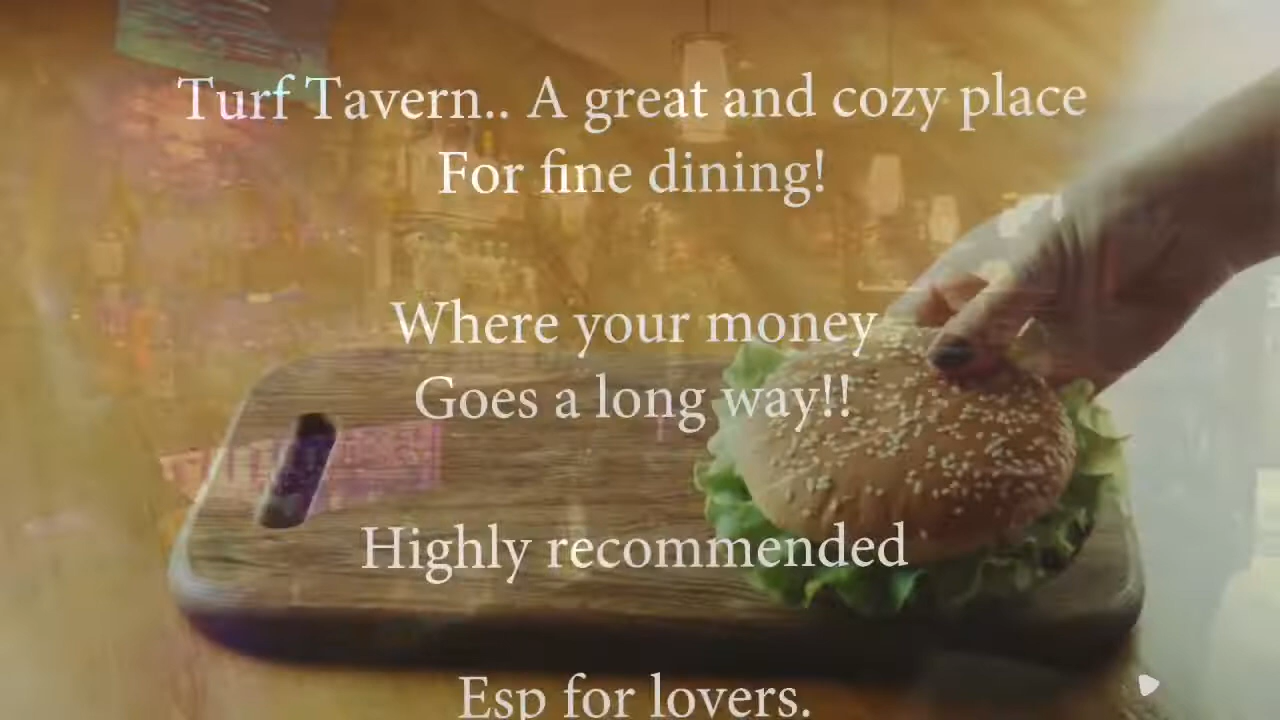 Turf Tavern.. A great and cozy place
For fine dining!
Where your money
Goes a long way!!
Highly recommended
Esp for lovers.